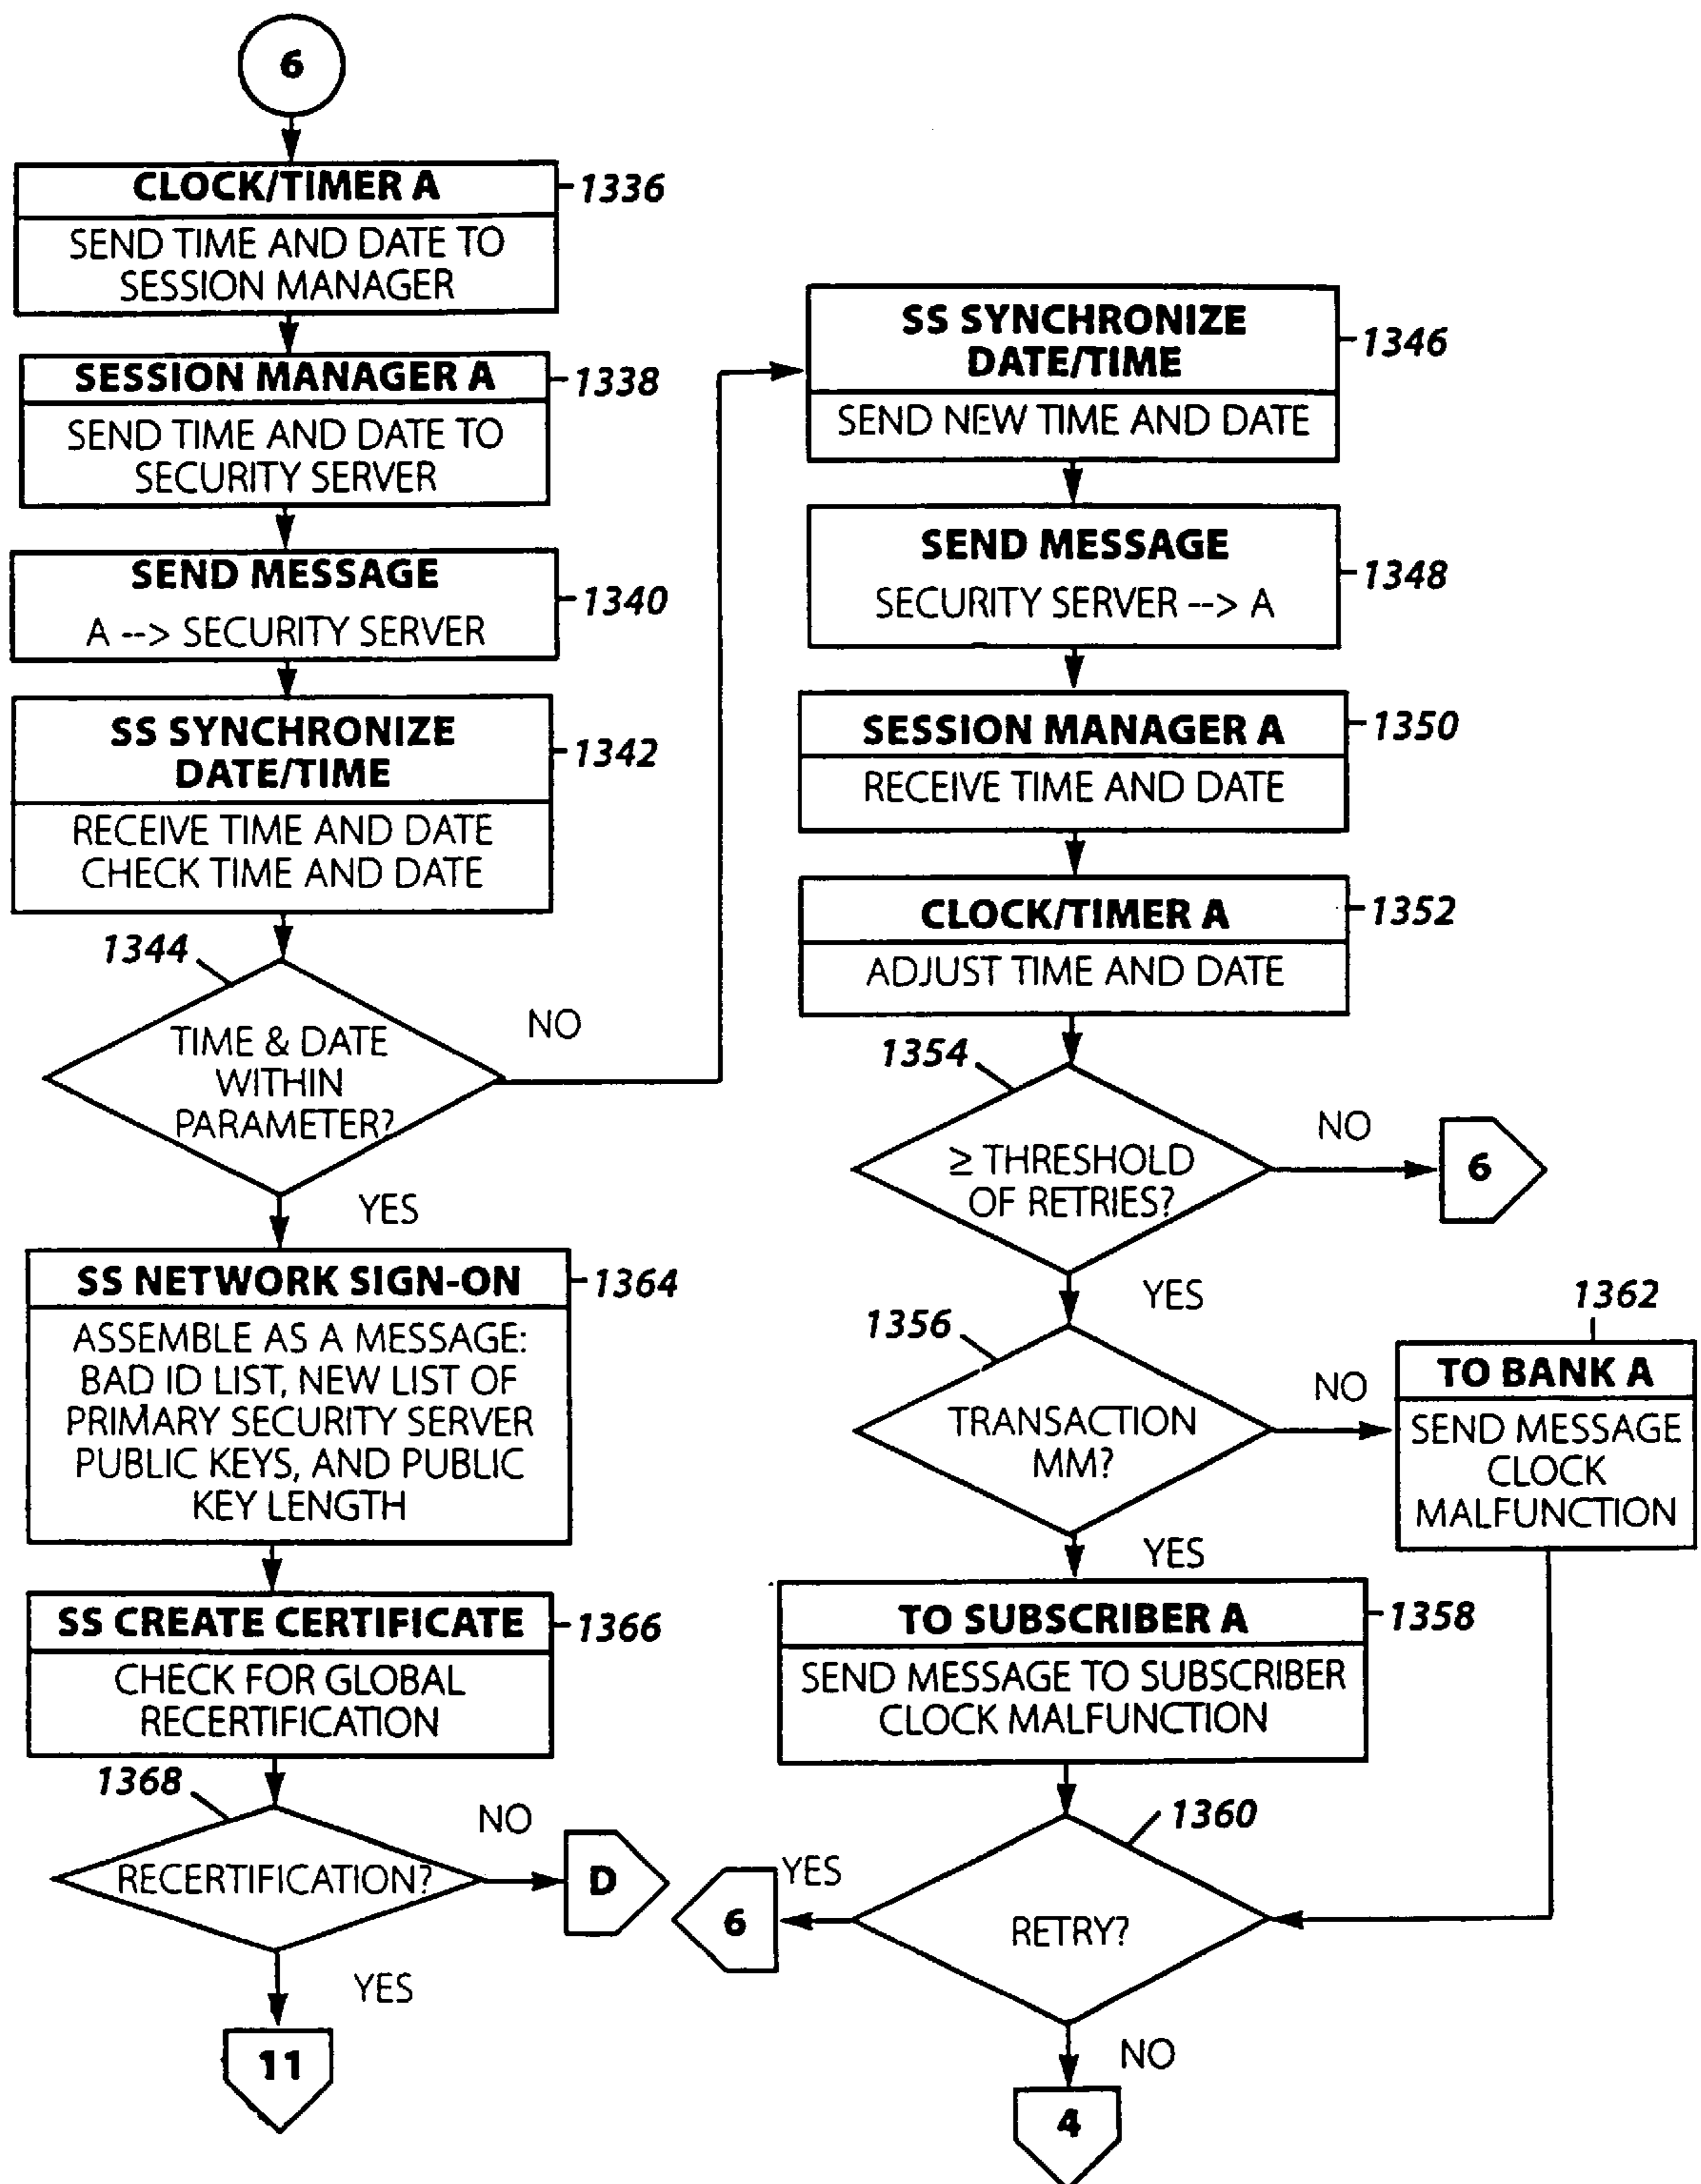 6
CLOCK/TIMER A
1336
SEND TIME AND DATE TO
SESSION MANAGER
SESSION MANAGER A
1338
SEND TIME AND DATE TO
SECURITY SERVER
SEND MESSAGE
1340
A --> SECURITY SERVER
SS SYNCHRONIZE
DATE/TIME
1342
RECEIVE TIME AND DATE
CHECK TIME AND DATE
1344
TIME & DATE
WITHIN
PARAMETER?
NO
YES
SS NETWORK SIGN-ON
1364
ASSEMBLE AS A MESSAGE:
BAD ID LIST, NEW LIST OF
PRIMARY SECURITY SERVER
PUBLIC KEYS, AND PUBLIC
KEY LENGTH
SS CREATE CERTIFICATE
1366
CHECK FOR GLOBAL
RECERTIFICATION
1368
RECERTIFICATION?
NO
D
YES
11
SS SYNCHRONIZE
DATE/TIME
1346
SEND NEW TIME AND DATE
SEND MESSAGE
1348
SECURITY SERVER --> A
SESSION MANAGER A
1350
RECEIVE TIME AND DATE
CLOCK/TIMER A
1352
ADJUST TIME AND DATE
1354
≥ THRESHOLD
OF RETRIES?
NO
6
YES
1356
TRANSACTION
MM?
NO
1362
TO BANK A
SEND MESSAGE
CLOCK
MALFUNCTION
YES
TO SUBSCRIBER A
1358
SEND MESSAGE TO SUBSCRIBER
CLOCK MALFUNCTION
1360
RETRY?
YES
6
NO
4